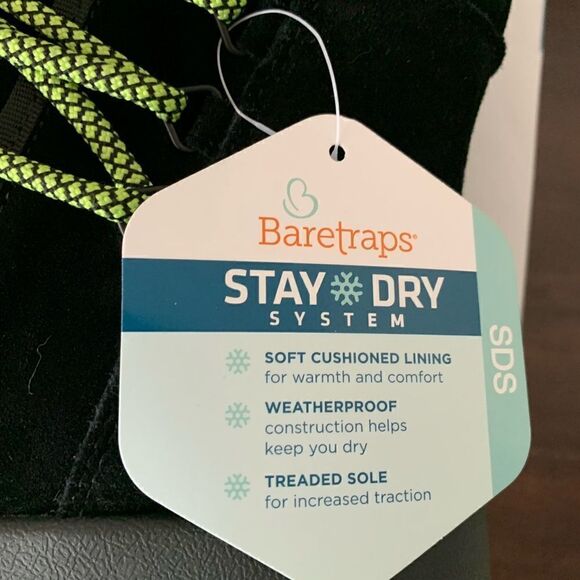 Baretraps®
STAY DRY
SYSTEM
SOFT CUSHIONED LINING
for warmth and comfort
WEATHERPROOF
construction helps
keep you dry
TREADED SOLE
for increased traction
SDS